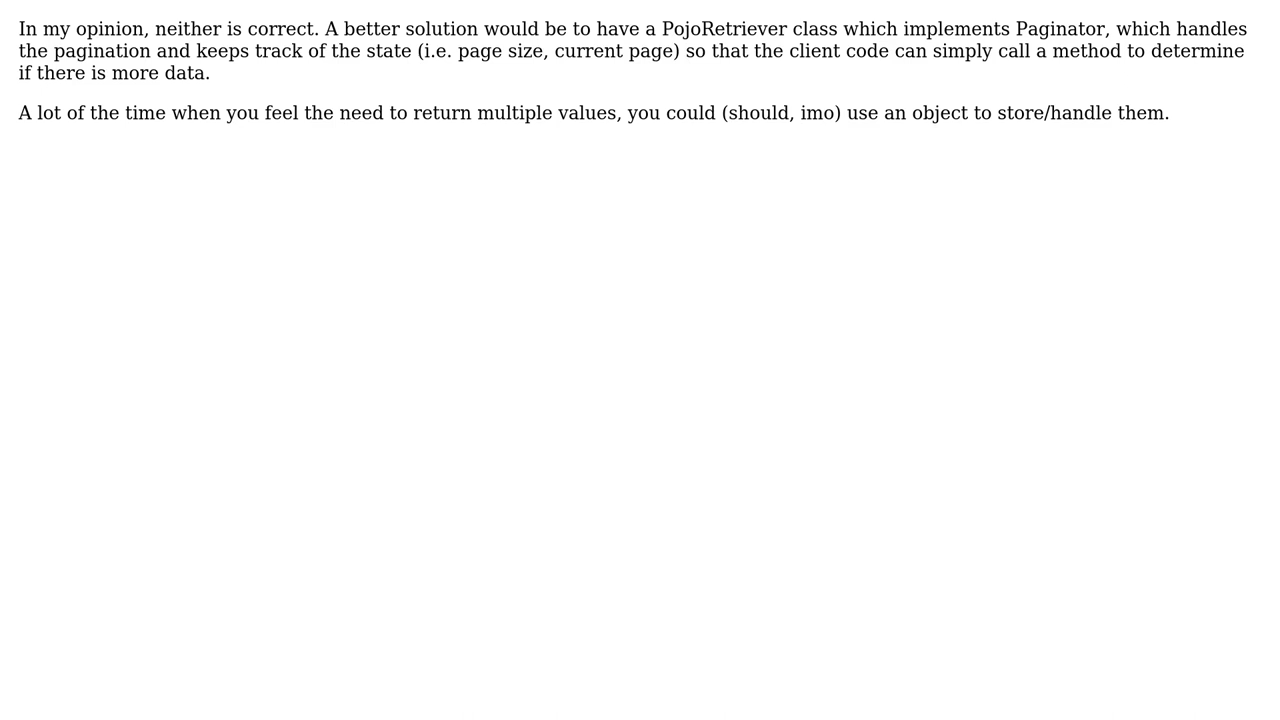 In my opinion, neither is correct. A better solution would be to have a PojoRetriever class which implements Paginator, which handles
the pagination and keeps track of the state (i.e. page size, current page) so that the client code can simply call a method to determine
if there is more data.
A lot of the time when you feel the need to return multiple values, you could (should, imo) use an object to store/handle them.